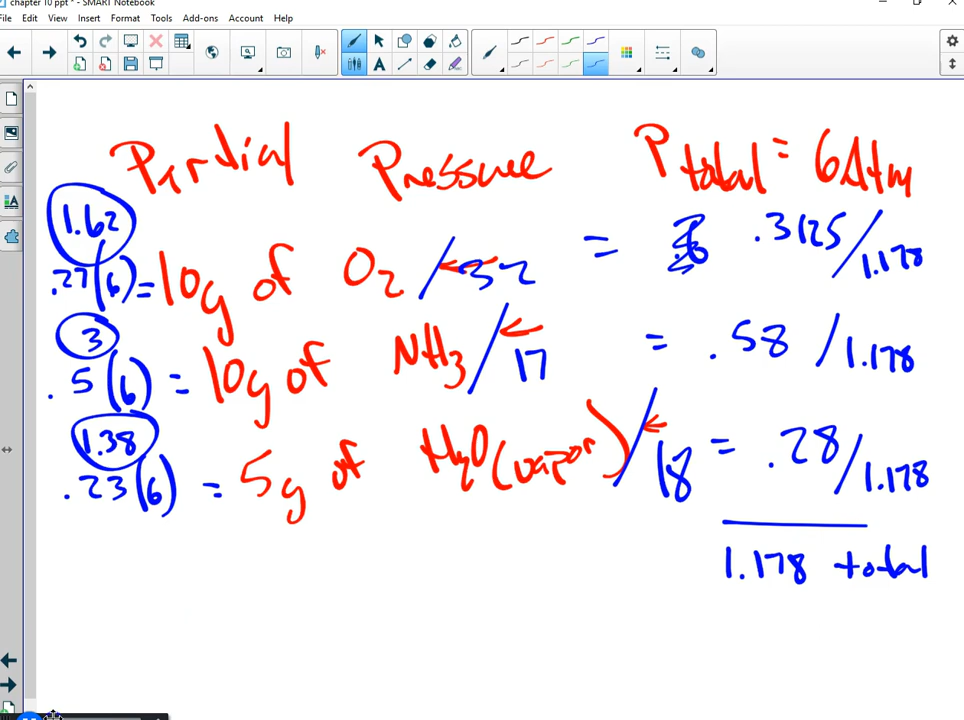 chapter 10 ppt * - SMART Notebook
File Edit View Insert Format Tools Add-ons Account Help
Partial Pressure P total = 6 Atm
1.62
.27(6) = 10g of O2 / 32 = .3125 / 1.178
3
.5(6) = 10g of NH3 / 17 = .58 / 1.178
1.38
.23(6) = 5g of H2O (vapor) / 18 = .28 / 1.178
1.178 total